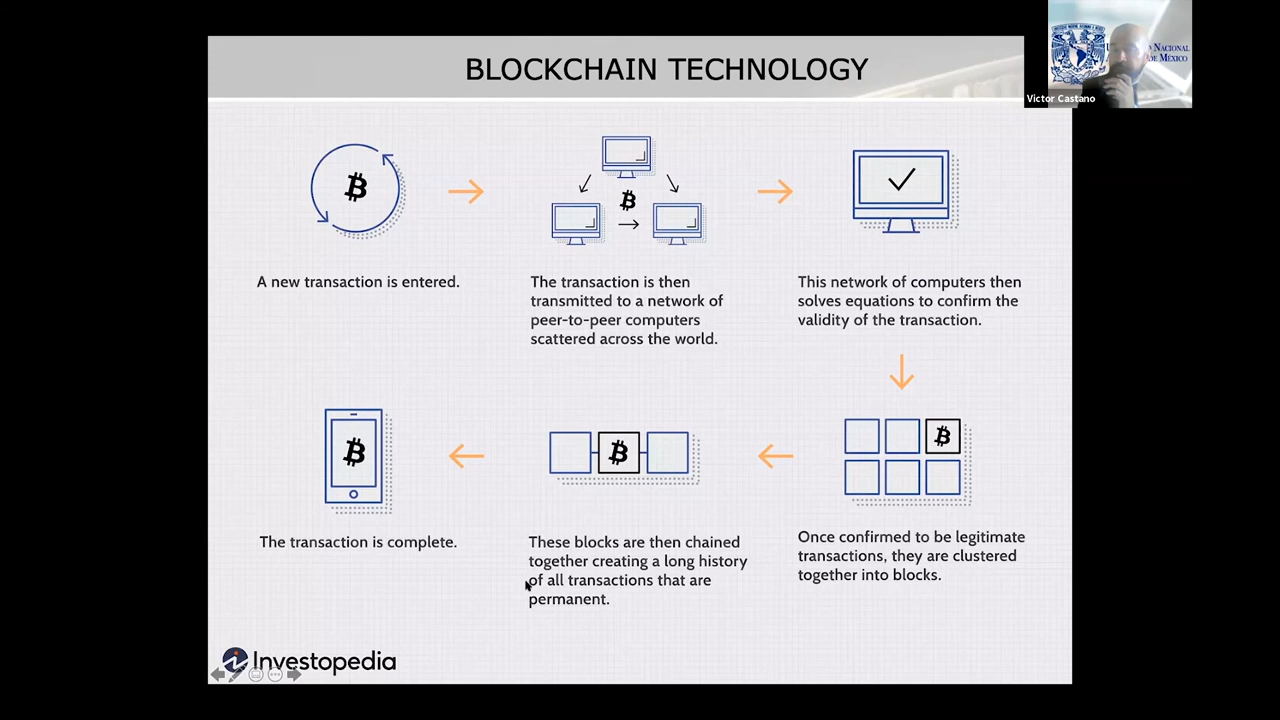 BLOCKCHAIN TECHNOLOGY
Victor Castano
NACIONAL
DE MÉXICO
A new transaction is entered.
The transaction is then
transmitted to a network of
peer-to-peer computers
scattered across the world.
This network of computers then
solves equations to confirm the
validity of the transaction.
The transaction is complete.
These blocks are then chained
together creating a long history
of all transactions that are
permanent.
Once confirmed to be legitimate
transactions, they are clustered
together into blocks.
Investopedia